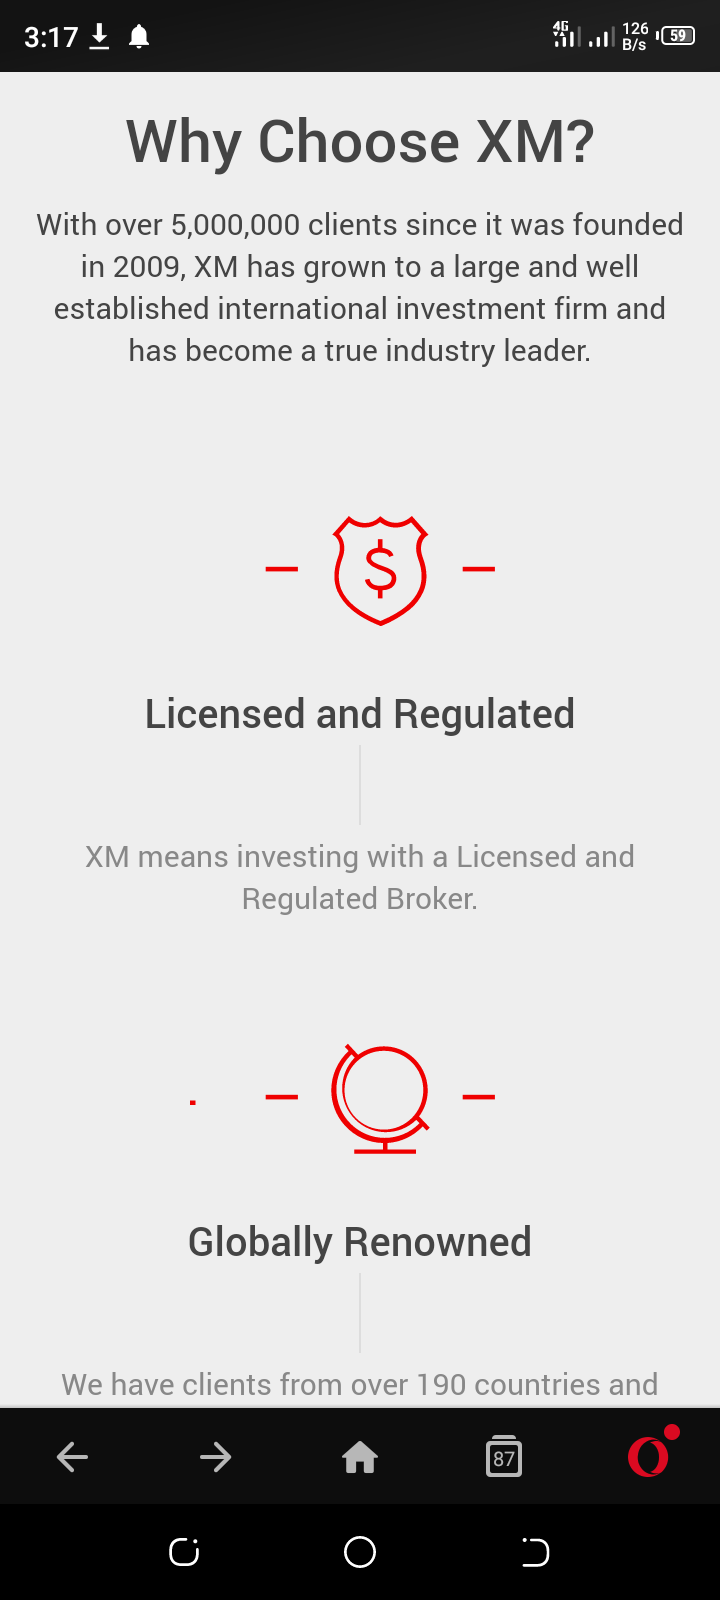 3:17
4G
126
B/s
59
Why Choose XM?
With over 5,000,000 clients since it was founded
in 2009, XM has grown to a large and well
established international investment firm and
has become a true industry leader.
$
Licensed and Regulated
XM means investing with a Licensed and
Regulated Broker.
Globally Renowned
We have clients from over 190 countries and
87